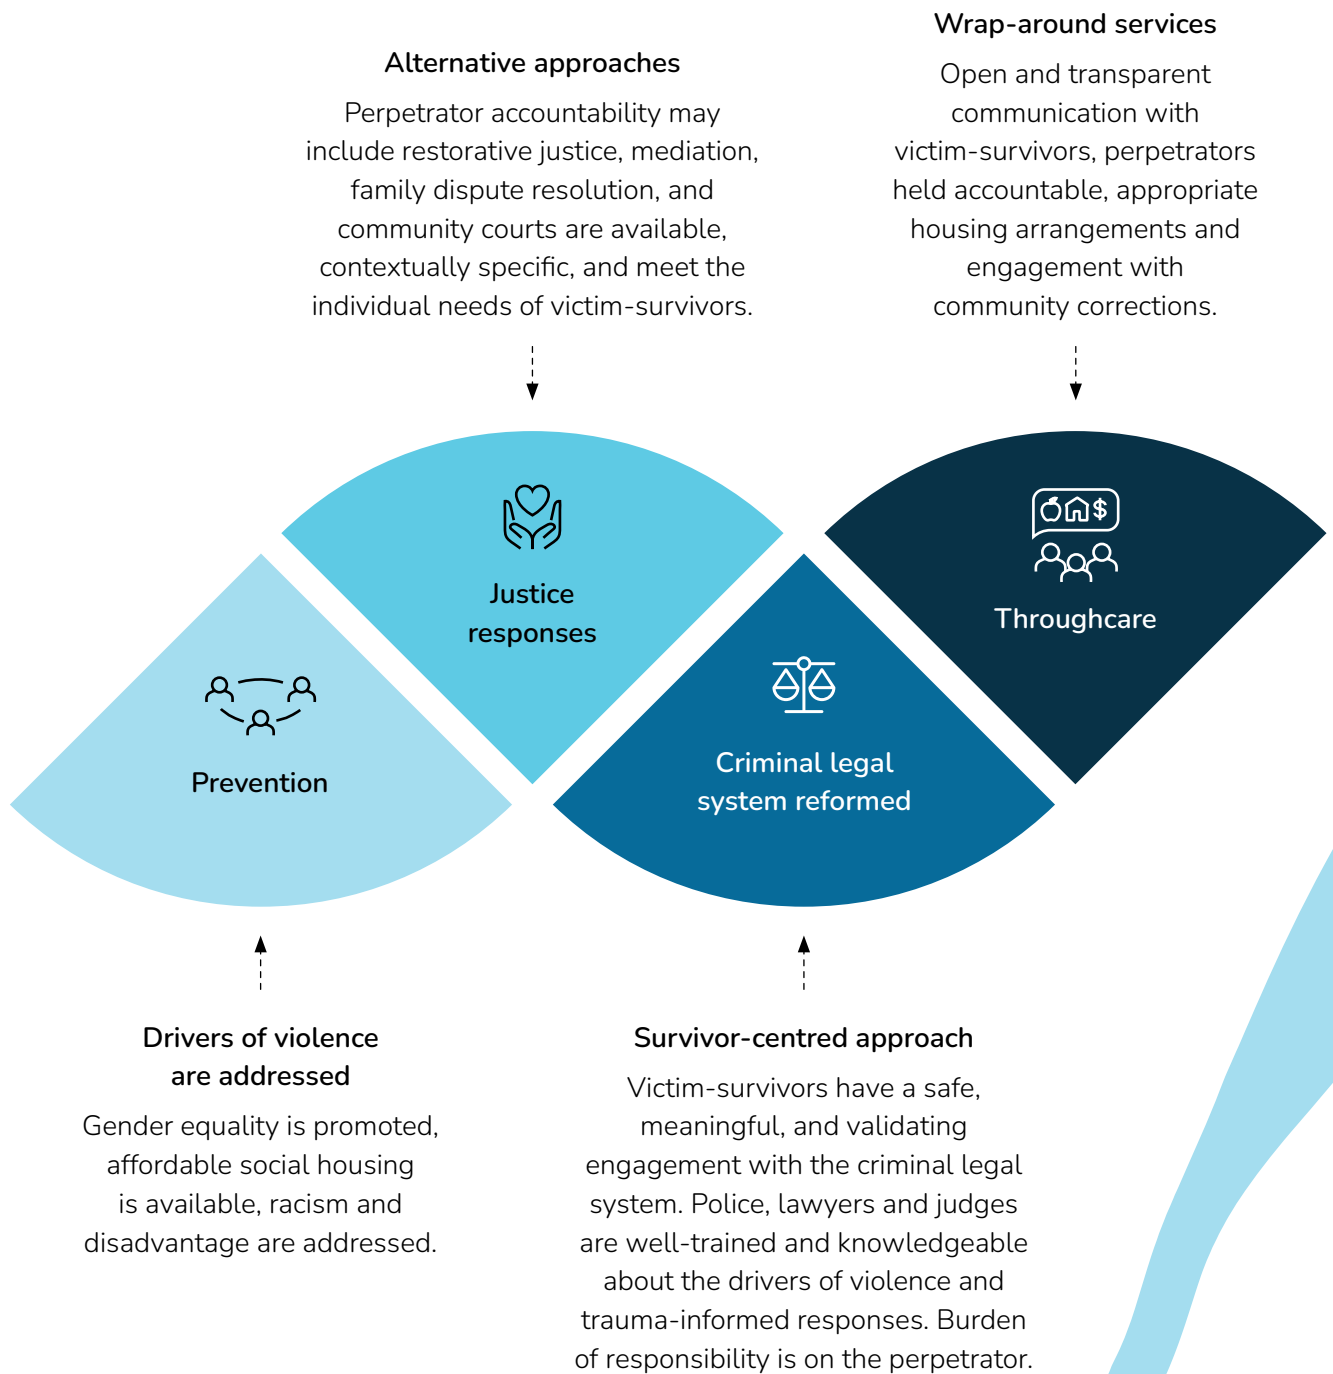 Alternative approaches
Perpetrator accountability may
include restorative justice, mediation,
family dispute resolution, and
community courts are available,
contextually specific, and meet the
individual needs of victim-survivors.
Wrap-around services
Open and transparent
communication with
victim-survivors, perpetrators
held accountable, appropriate
housing arrangements and
engagement with
community corrections.
Prevention
Justice
responses
Criminal legal
system reformed
$
Throughcare
Drivers of violence
are addressed
Gender equality is promoted,
affordable social housing
is available, racism and
disadvantage are addressed.
Survivor-centred approach
Victim-survivors have a safe,
meaningful, and validating
engagement with the criminal legal
system. Police, lawyers and judges
are well-trained and knowledgeable
about the drivers of violence and
trauma-informed responses. Burden
of responsibility is on the perpetrator.